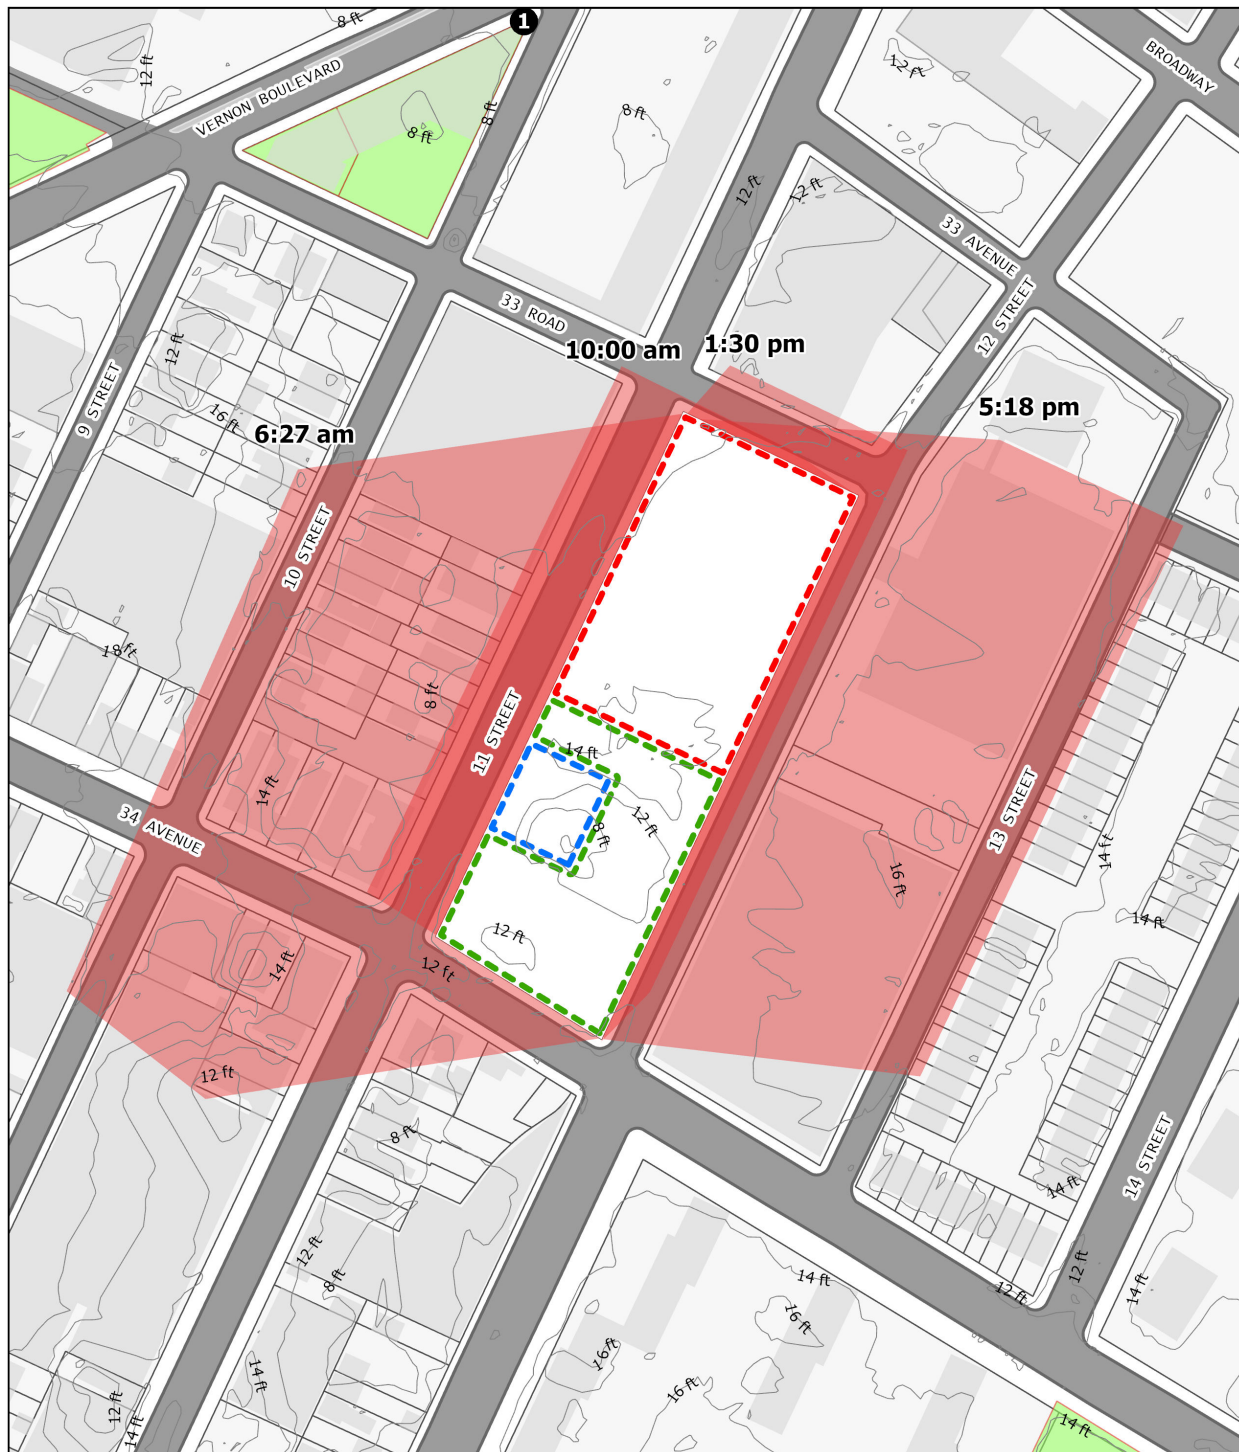 8 ft
1
BROADWAY
12 ft
VERNON BOULEVARD
12 ft
8 ft
8 ft
8 ft
12 ft
12 ft
33 AVENUE
33 ROAD
12 STREET
10:00 am
1:30 pm
12 ft
9 STREET
16 ft
6:27 am
5:18 pm
10 STREET
18 ft
8 ft
11 STREET
14 ft
14 ft
12 ft
8 ft
13 STREET
34 AVENUE
14 ft
16 ft
14 ft
12 ft
14 ft
12 ft
12 ft
8 ft
14 STREET
14 ft
12 ft
8 ft
14 ft
12 ft
12 ft
14 ft
16 ft
16 ft
14 ft
16 ft
12 ft
14 ft
14 ft